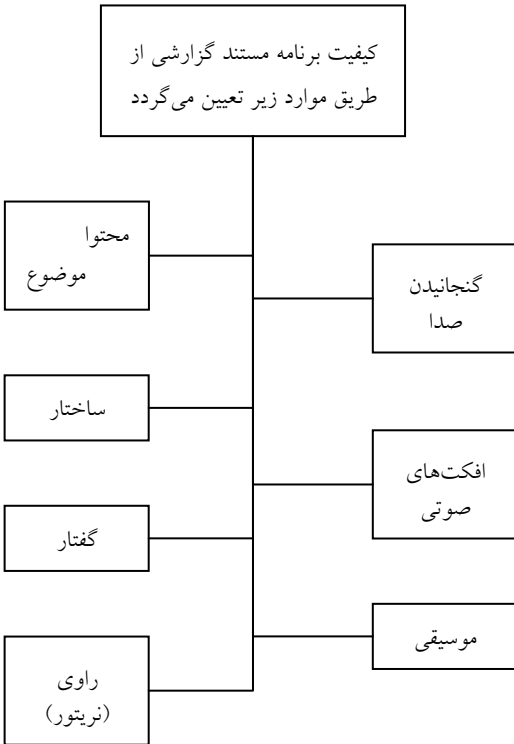 کیفیت برنامه مستند گزارشی از
طریق موارد زیر تعیین می‌گردد
محتوا
موضوع
گنجانیدن
صدا
ساختار
افکت‌های
صوتی
گفتار
موسیقی
راوی
(نریتور)